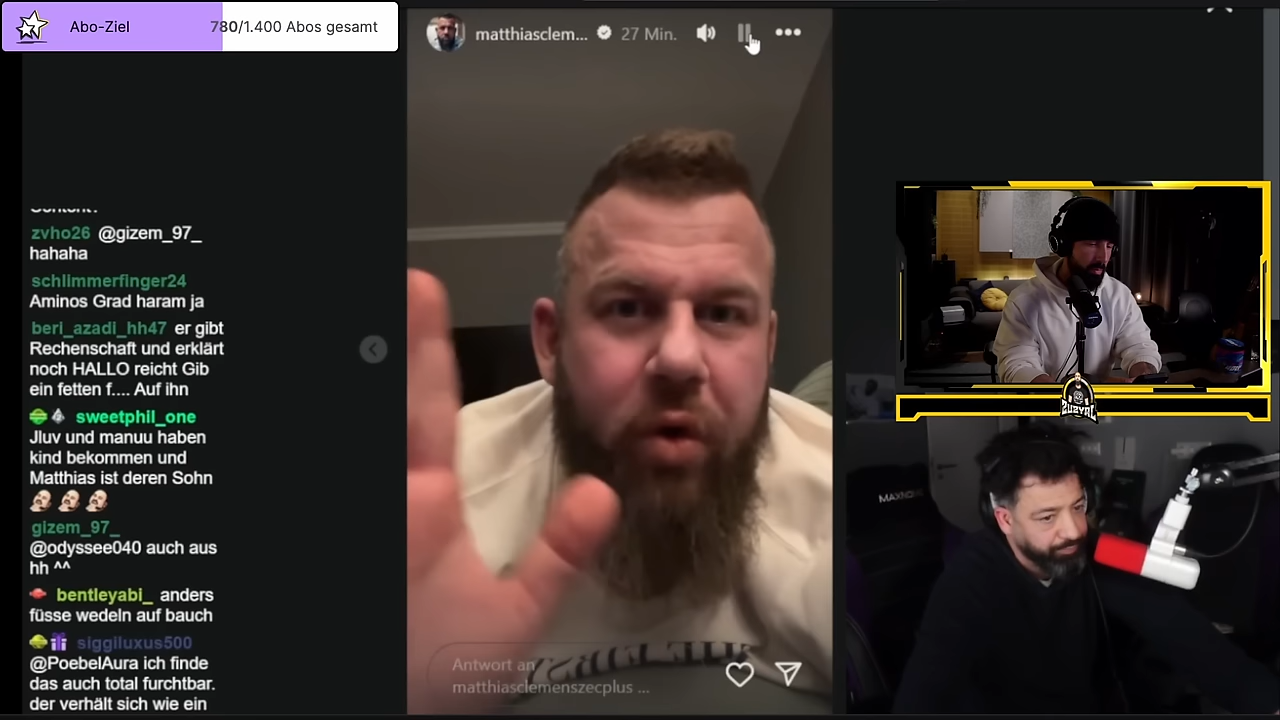 Abo-Ziel
780/1.400 Abos gesamt
matthiasclem... 27 Min.
zvho26 @gizem_97_
hahaha
schlimmerfinger24
Aminos Grad haram ja
beri_azadi_hh47 er gibt
Rechenschaft und erklärt
noch HALLO reicht Gib
ein fetten f.... Auf ihn
sweetphil_one
Jluv und manuu haben
kind bekommen und
Matthias ist deren Sohn
gizem_97_
@odyssee040 auch aus
hh ^^
bentleyabi_ anders
füsse wedeln auf bauch
siggiluxus500
@PoebelAura ich finde
das auch total furchtbar.
der verhält sich wie ein
Antwort an
matthiasclemenszecplus ...
ZUZYAL
MAXNOMIC